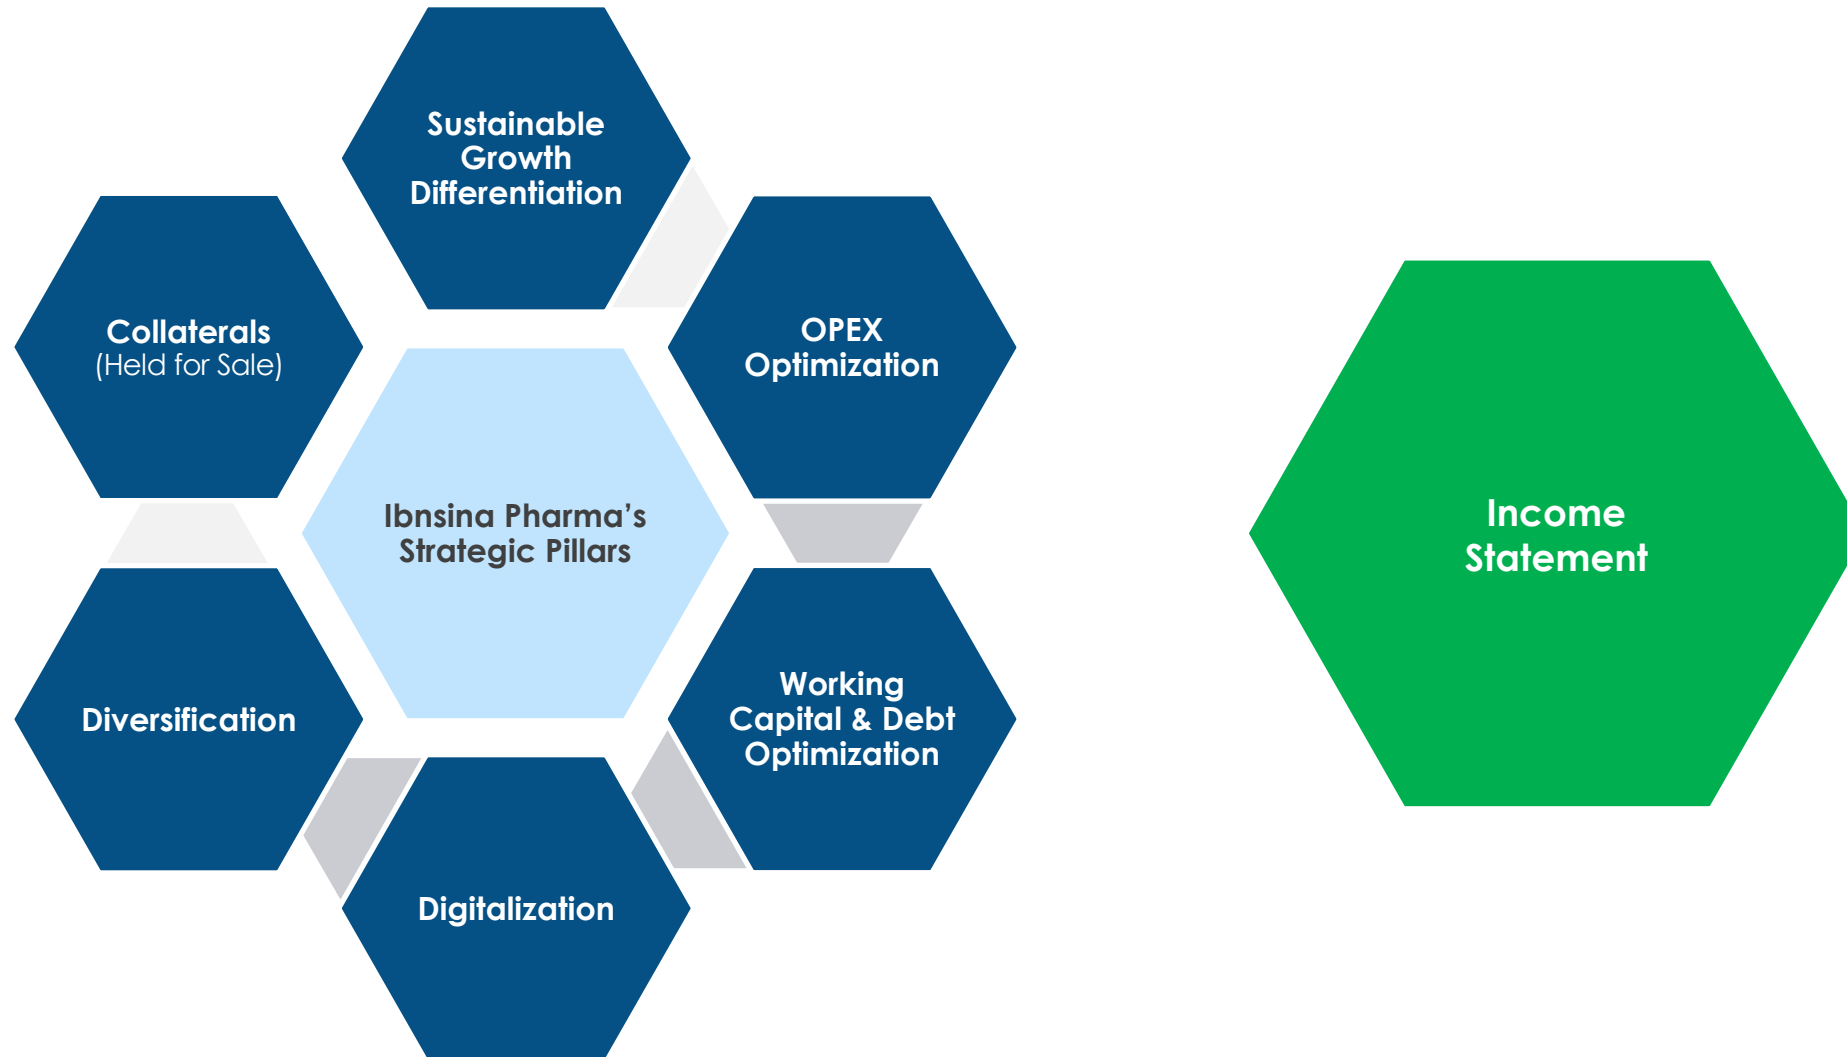 Sustainable
Growth
Differentiation
Collaterals
(Held for Sale)
OPEX
Optimization
Ibnsina Pharma’s
Strategic Pillars
Income
Statement
Diversification
Working
Capital & Debt
Optimization
Digitalization